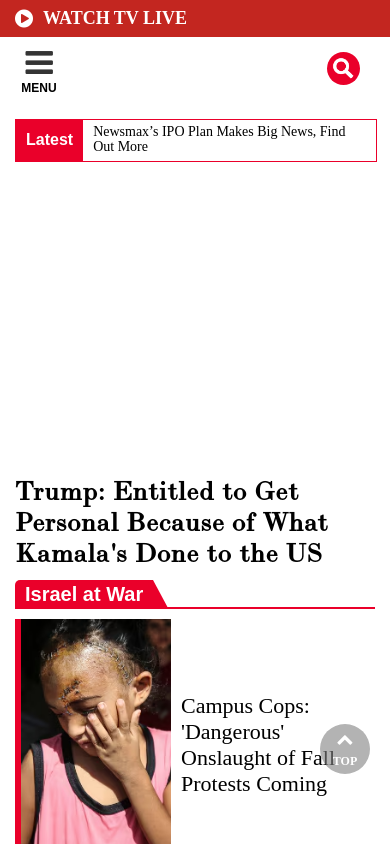 WATCH TV LIVE
MENU
Latest
Newsmax’s IPO Plan Makes Big News, Find
Out More
Trump: Entitled to Get
Personal Because of What
Kamala's Done to the US
Israel at War
Campus Cops:
'Dangerous'
Onslaught of Fall
Protests Coming
TOP